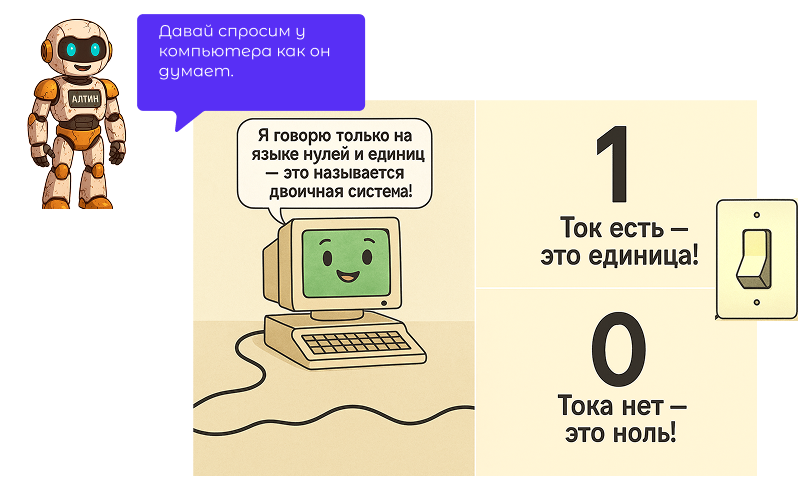 Давай спросим у
компьютера как он
думает.
АЛТИН
Я говорю только на
языке нулей и единиц
— это называется
двоичная система!
1
Ток есть —
это единица!
0
Тока нет —
это ноль!